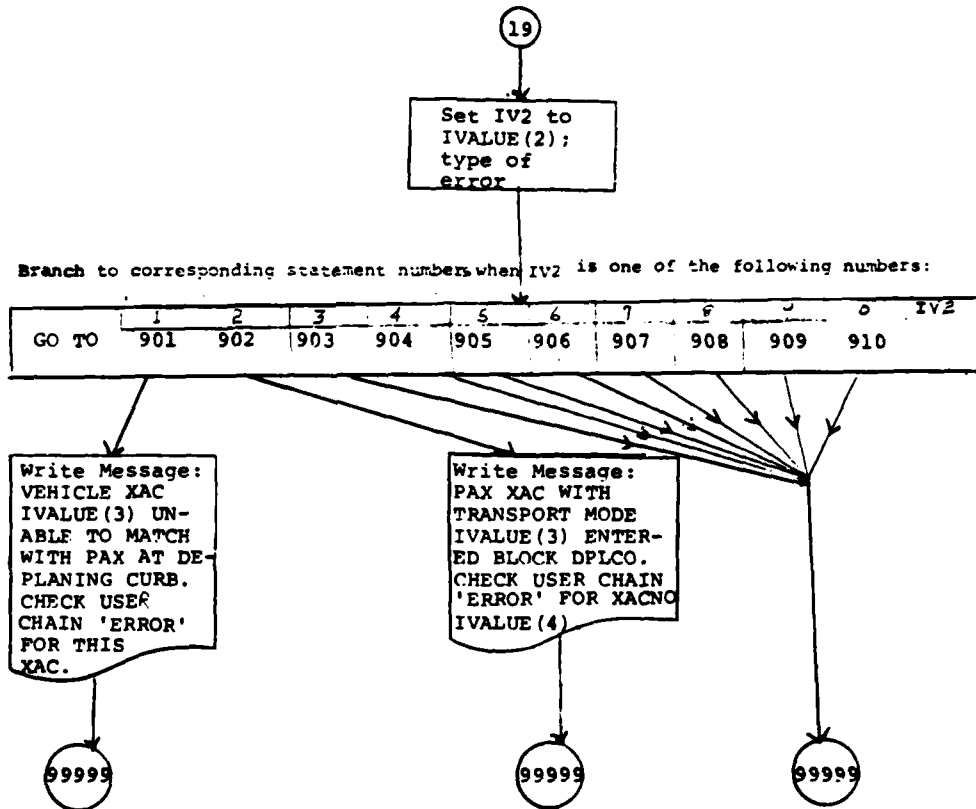 19
Set IV2 to
IVALUE(2);
type of
error
Branch to corresponding statement numbers when IV2 is one of the following numbers:
1 2 3 4 5 6 7 8 IV2
GO TO 901 902 903 904 905 906 907 908 909 910
Write Message:
VEHICLE XAC
IVALUE(3) UN-
ABLE TO MATCH
WITH PAX AT DE-
PLANING CURB.
CHECK USER
CHAIN 'ERROR'
FOR THIS
XAC.
Write Message:
PAX XAC WITH
TRANSPORT MODE
IVALUE(3) ENTER-
ED BLOCK DPLCO.
CHECK USER CHAIN
'ERROR' FOR XACNO
IVALUE(4)
99999
99999
99999